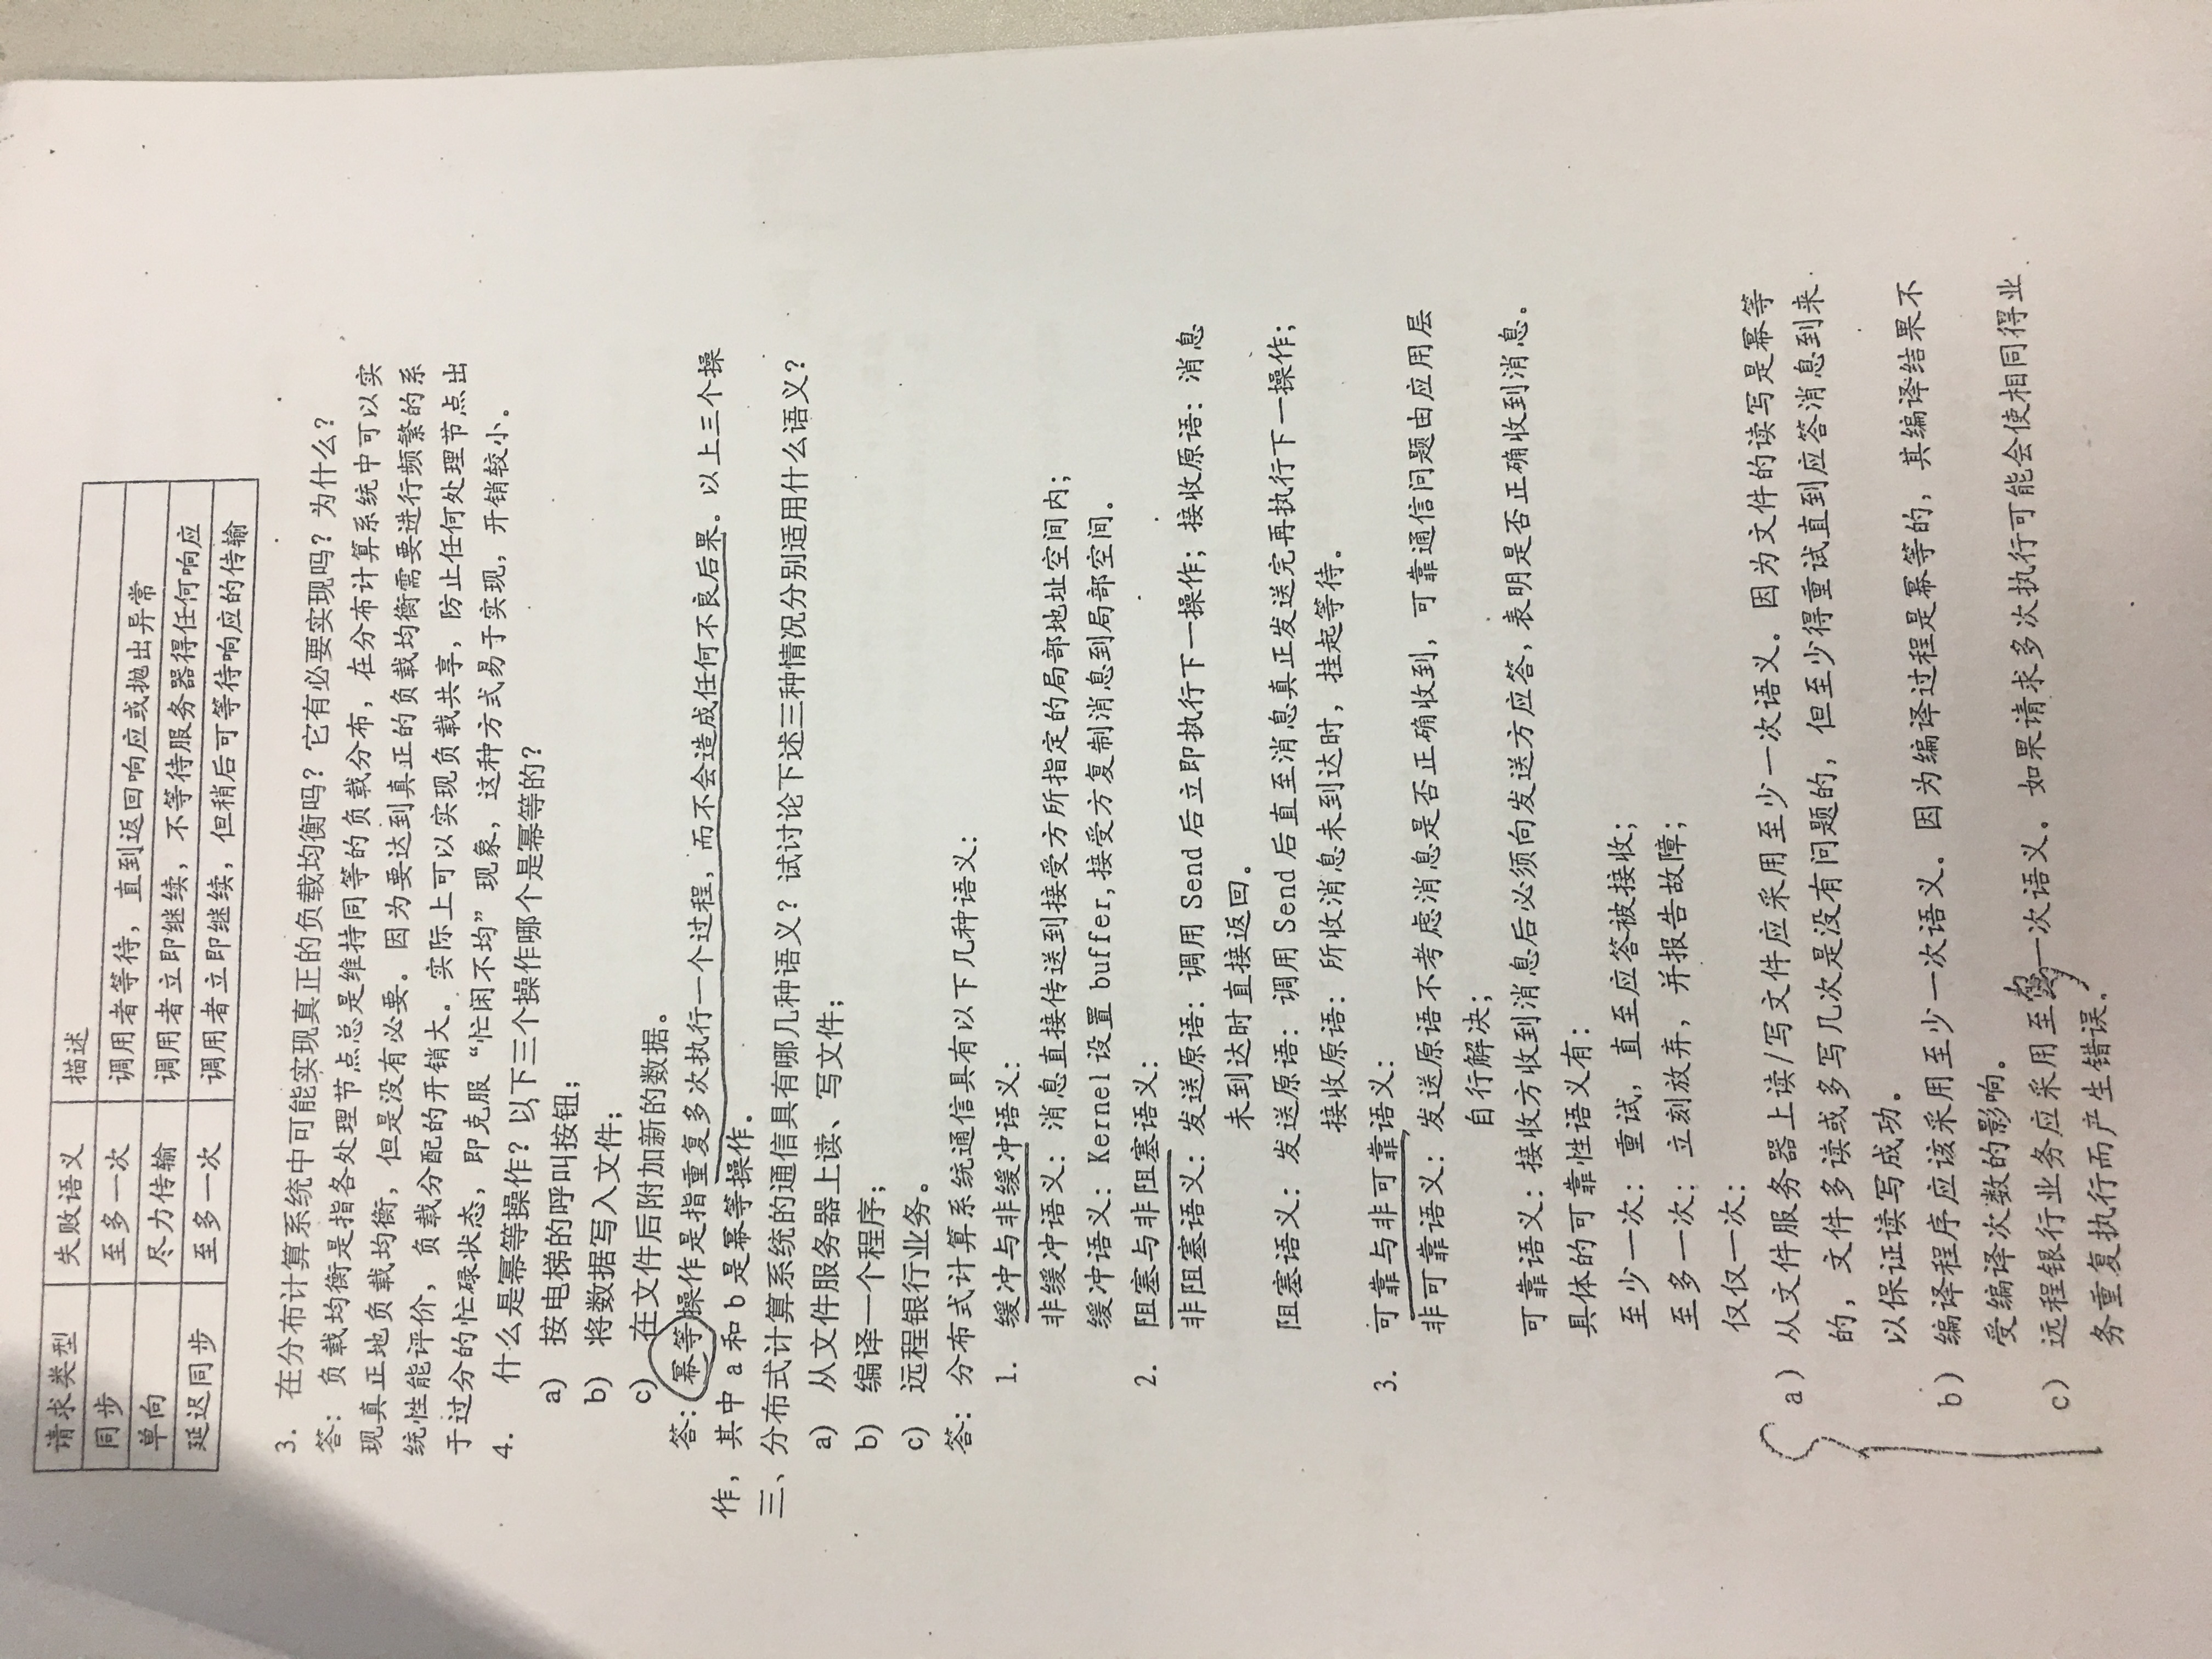 请求类型 失败语义 描述
同步 至多一次 调用者等待，直到返回响应或抛出异常
单向 尽力传输 调用者立即继续，不等待服务器得任何响应
延迟同步 至多一次 调用者立即继续，但稍后可等待响应的传输
3. 在分布计算系统中可能实现真正的负载均衡吗？它有必要实现吗？为什么？
答：负载均衡是指各处理节点总是维持同等的负载分布，在分布计算系统中可以实
现真正地负载均衡，但是没有必要。因为要达到真正的负载均衡需要进行频繁的系
统性能评价，负载分配的开销大。实际上可以实现负载共享，防止任何处理节点出
于过分的忙碌状态，即克服“忙闲不均”现象，这种方式易于实现，开销较小。
4. 什么是幂等操作？以下三个操作哪个是幂等的？
a) 按电梯的呼叫按钮；
b) 将数据写入文件；
c) 在文件后附加新的数据。
答：幂等操作是指重复多次执行一个过程，而不会造成任何不良后果。以上三个操
作，其中 a 和 b 是幂等操作．
三、分布式计算系统的通信具有哪几种语义？试讨论下述三种情况分别适用什么语义？
a) 从文件服务器上读、写文件；
b) 编译一个程序；
c) 远程银行业务。
答：分布式计算系统通信具有以下几种语义：
1. 缓冲与非缓冲语义：
非缓冲语义：消息直接传送到接受方所指定的局部地址空间内；
缓冲语义：Kernel 设置 buffer,接受方复制消息到局部空间。
2. 阻塞与非阻塞语义：
非阻塞语义：发送原语：调用 Send 后立即执行下一操作；接收原语：消息
未到达时直接返回。
阻塞语义：发送原语：调用 Send 后直至消息真正发送完再执行下一操作；
接收原语：所收消息未到达时，挂起等待。
3. 可靠与非可靠语义：
非可靠语义：发送原语不考虑消息是否正确收到，可靠通信问题由应用层
自行解决；
可靠语义：接收方收到消息后必须向发送方应答，表明是否正确收到消息。
具体的可靠性语义有：
至少一次：重试，直至应答被接收；
至多一次：立刻放弃，并报告故障；
仅仅一次：
a）从文件服务器上读/写文件应采用至少一次语义。因为文件的读写是幂等
的，文件多读或多写几次是没有问题的，但至少得重试直到应答消息到来
以保证读写成功。
b）编译程序应该采用至少一次语义。因为编译过程是幂等的，其编译结果不
受编译次数的影响。
c）远程银行业务应采用至一次语义。如果请求多次执行可能会使相同得业
务重复执行而产生错误。